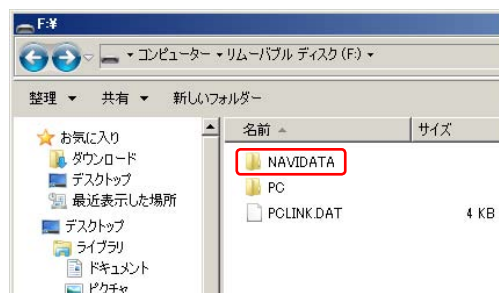 F:¥
コンピューター リムーバブル ディスク (F:)
整理 共有 新しいフォルダー
お気に入り
ダウンロード
デスクトップ
最近表示した場所
デスクトップ
ライブラリ
ドキュメント
ピクチャ
名前 サイズ
NAVIDATA
PC
PCLINK.DAT 4 KB